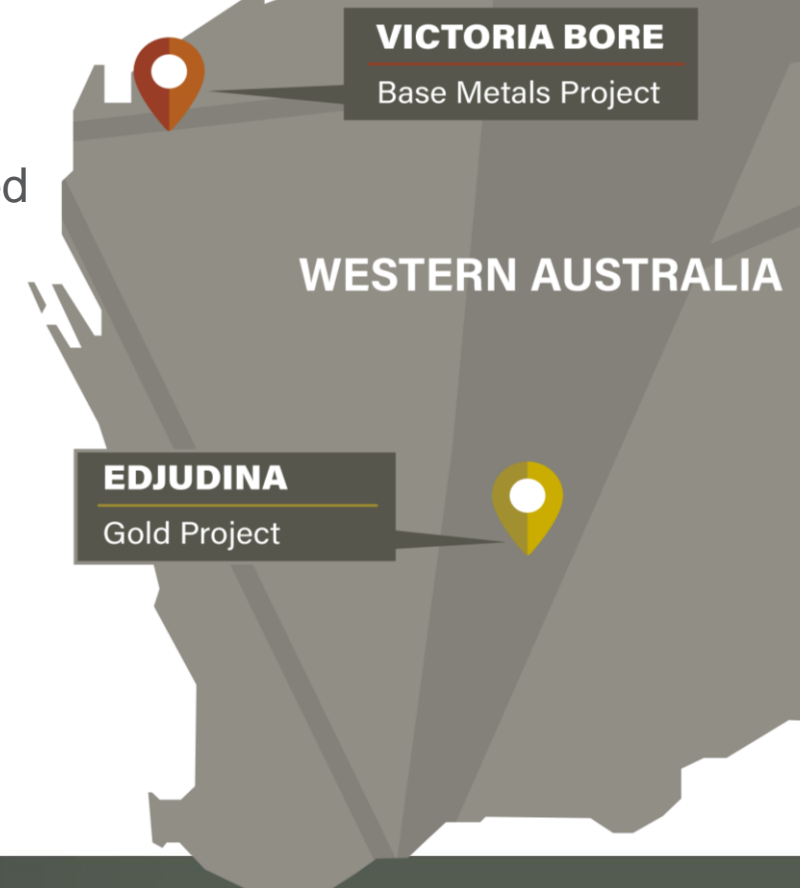 VICTORIA BORE
Base Metals Project
WESTERN AUSTRALIA
EDJUDINA
Gold Project